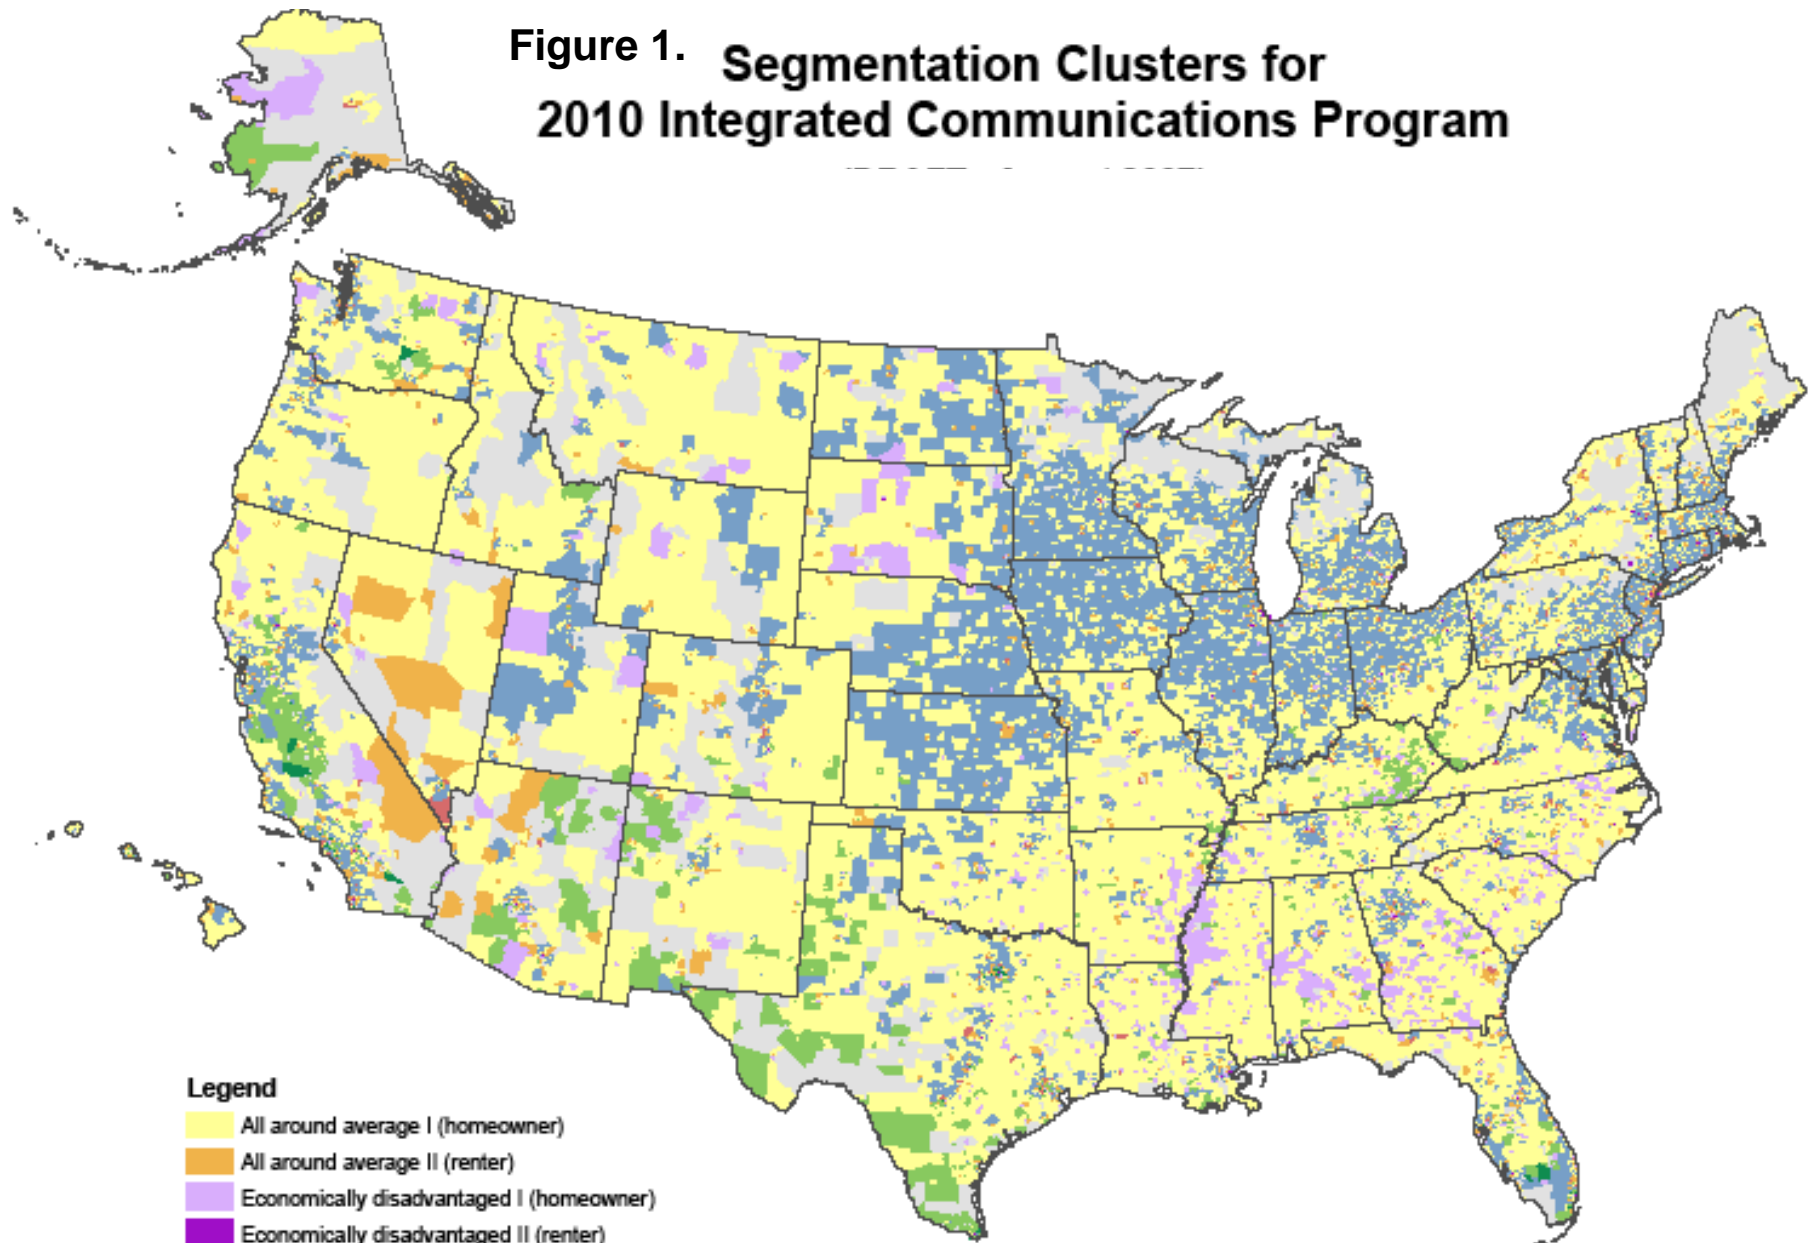 Figure 1.
Segmentation Clusters for
2010 Integrated Communications Program
Legend
All around average I (homeowner)
All around average II (renter)
Economically disadvantaged I (homeowner)
Economically disadvantaged II (renter)